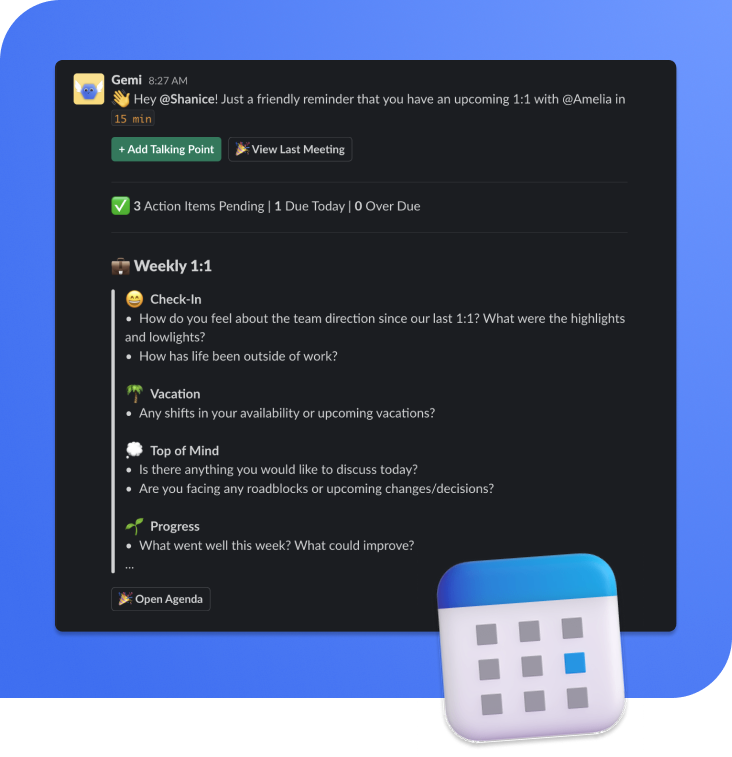 Gemi 8:27 AM
👋 Hey @Shanice! Just a friendly reminder that you have an upcoming 1:1 with @Amelia in
15 min
+ Add Talking Point 🎉 View Last Meeting
✅ 3 Action Items Pending | 1 Due Today | 0 Over Due
💼 Weekly 1:1
😄 Check-In
• How do you feel about the team direction since our last 1:1? What were the highlights
and lowlights?
• How has life been outside of work?
🌴 Vacation
• Any shifts in your availability or upcoming vacations?
💭 Top of Mind
• Is there anything you would like to discuss today?
• Are you facing any roadblocks or upcoming changes/decisions?
🌱 Progress
• What went well this week? What could improve?
...
🎉 Open Agenda